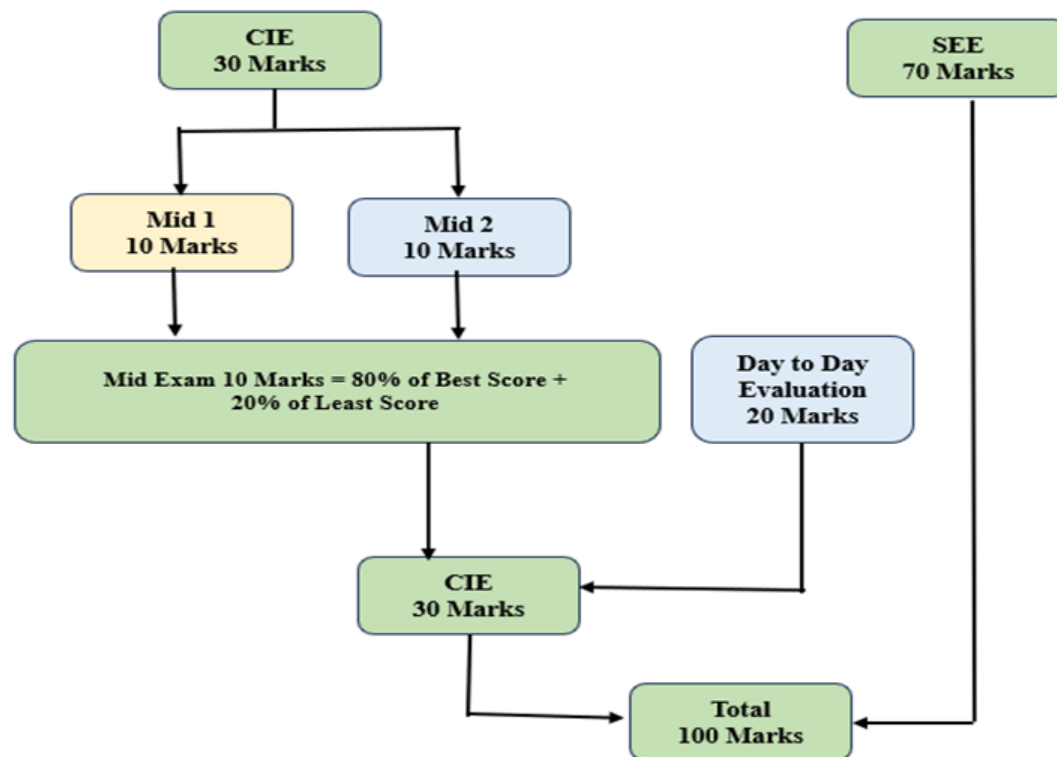 CIE
30 Marks
SEE
70 Marks
Mid 1
10 Marks
Mid 2
10 Marks
Mid Exam 10 Marks = 80% of Best Score +
20% of Least Score
Day to Day
Evaluation
20 Marks
CIE
30 Marks
Total
100 Marks